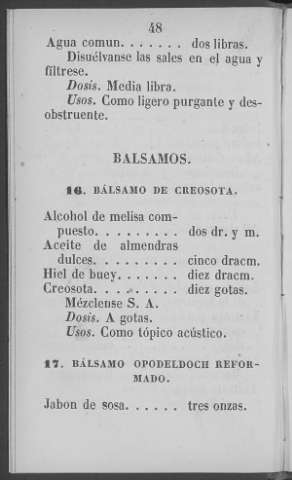 48
Agua comun. . . . . . . dos libras.
Disuélvanse las sales en el agua y
fíltrese.
Dosis. Media libra.
Usos. Como ligero purgante y des-
obstruente.
BALSAMOS.
16. BÁLSAMO DE CREOSOTA.
Alcohol de melisa com-
puesto. . . . . . . . . dos dr. y m.
Aceite de almendras
dulces. . . . . . . . . cinco dracm.
Hiel de buey. . . . . . . diez dracm.
Creosota. . . . . . . . . diez gotas.
Mézclense S. A.
Dosis. A gotas.
Usos. Como tópico acústico.
17. BÁLSAMO OPODELDOCH REFOR-
MADO.
Jabon de sosa. . . . . . tres onzas.